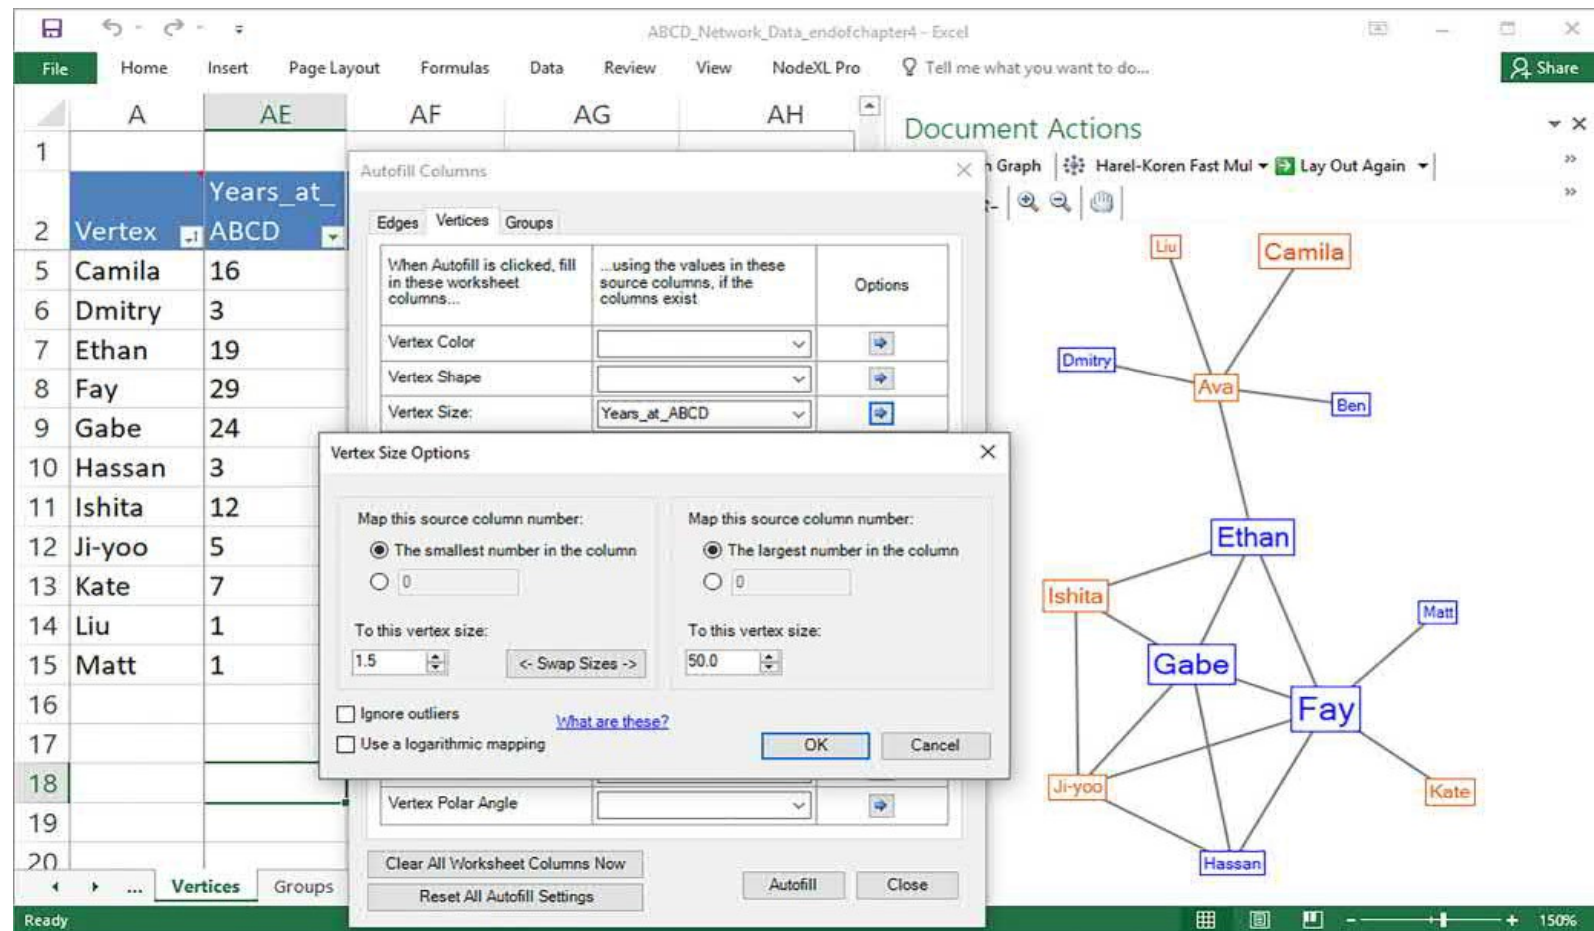 ABCD_Network_Data_endofchapter4 - Excel
File Home Insert Page Layout Formulas Data Review View NodeXL Pro Tell me what you want to do... Share
A AE AF AG AH
1
2 Vertex Years_at_
ABCD
5 Camila 16
6 Dmitry 3
7 Ethan 19
8 Fay 29
9 Gabe 24
10 Hassan 3
11 Ishita 12
12 Ji-yoo 5
13 Kate 7
14 Liu 1
15 Matt 1
16
17
18
19
20
... Vertices Groups
Ready
150%
Autofill Columns
Edges Vertices Groups
When Autofill is clicked, fill
in these worksheet
columns...
...using the values in these
source columns, if the
columns exist
Options
Vertex Color
Vertex Shape
Vertex Size: Years_at_ABCD
Vertex Size Options
Map this source column number:
The smallest number in the column
0
To this vertex size:
1.5
<- Swap Sizes ->
Map this source column number:
The largest number in the column
0
To this vertex size:
50.0
Ignore outliers
What are these?
Use a logarithmic mapping
OK Cancel
Vertex Polar Angle
Clear All Worksheet Columns Now
Reset All Autofill Settings
Autofill Close
Document Actions
Graph Harel-Koren Fast Mul Lay Out Again
Liu
Camila
Dmitry
Ava
Ben
Ethan
Ishita
Matt
Gabe
Fay
Ji-yoo
Kate
Hassan